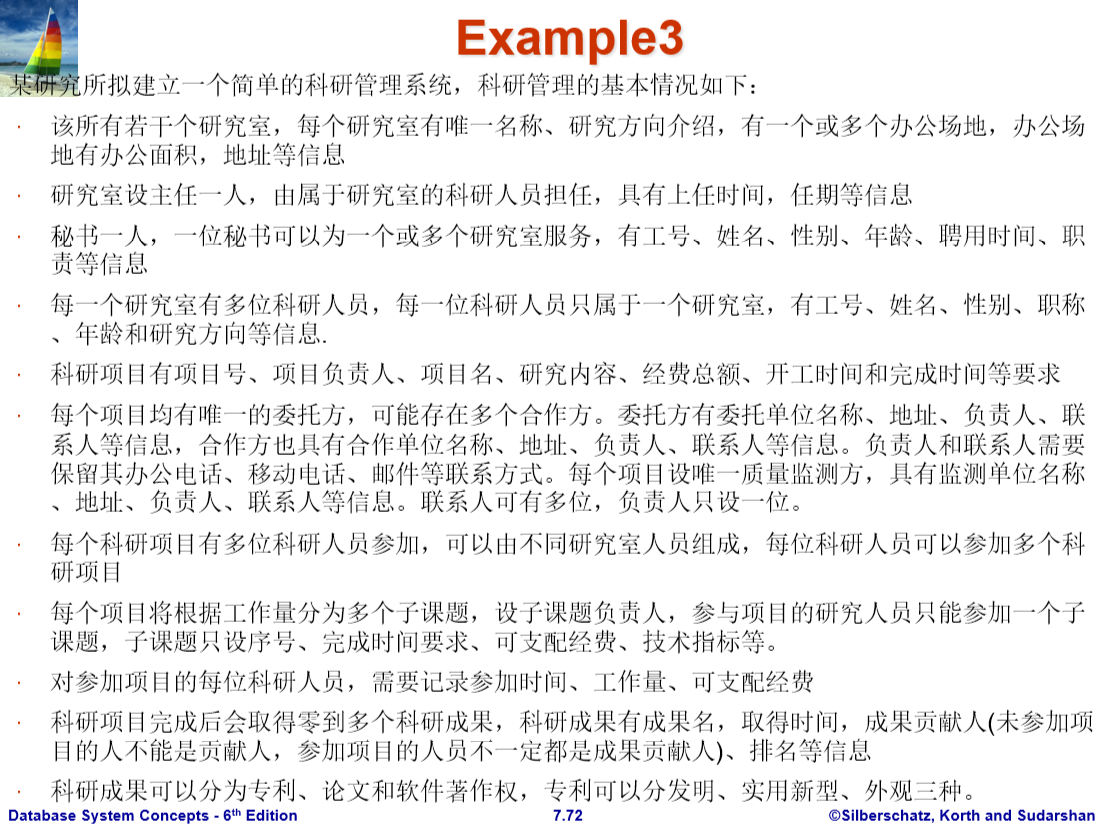 Example3
某研究所拟建立一个简单的科研管理系统，科研管理的基本情况如下：
· 该所有若干个研究室，每个研究室有唯一名称、研究方向介绍，有一个或多个办公场地，办公场
地有办公面积，地址等信息
· 研究室设主任一人，由属于研究室的科研人员担任，具有上任时间，任期等信息
· 秘书一人，一位秘书可以为一个或多个研究室服务，有工号、姓名、性别、年龄、聘用时间、职
责等信息
· 每一个研究室有多位科研人员，每一位科研人员只属于一个研究室，有工号、姓名、性别、职称
、年龄和研究方向等信息.
· 科研项目有项目号、项目负责人、项目名、研究内容、经费总额、开工时间和完成时间等要求
· 每个项目均有唯一的委托方，可能存在多个合作方。委托方有委托单位名称、地址、负责人、联
系人等信息，合作方也具有合作单位名称、地址、负责人、联系人等信息。负责人和联系人需要
保留其办公电话、移动电话、邮件等联系方式。每个项目设唯一质量监测方，具有监测单位名称
、地址、负责人、联系人等信息。联系人可有多位，负责人只设一位。
· 每个科研项目有多位科研人员参加，可以由不同研究室人员组成，每位科研人员可以参加多个科
研项目
· 每个项目将根据工作量分为多个子课题，设子课题负责人，参与项目的研究人员只能参加一个子
课题，子课题只设序号、完成时间要求、可支配经费、技术指标等。
· 对参加项目的每位科研人员，需要记录参加时间、工作量、可支配经费
· 科研项目完成后会取得零到多个科研成果，科研成果有成果名，取得时间，成果贡献人(未参加项
目的人不能是贡献人，参加项目的人员不一定都是成果贡献人)、排名等信息
· 科研成果可以分为专利、论文和软件著作权，专利可以分发明、实用新型、外观三种。
Database System Concepts - 6th Edition 7.72 ©Silberschatz, Korth and Sudarshan